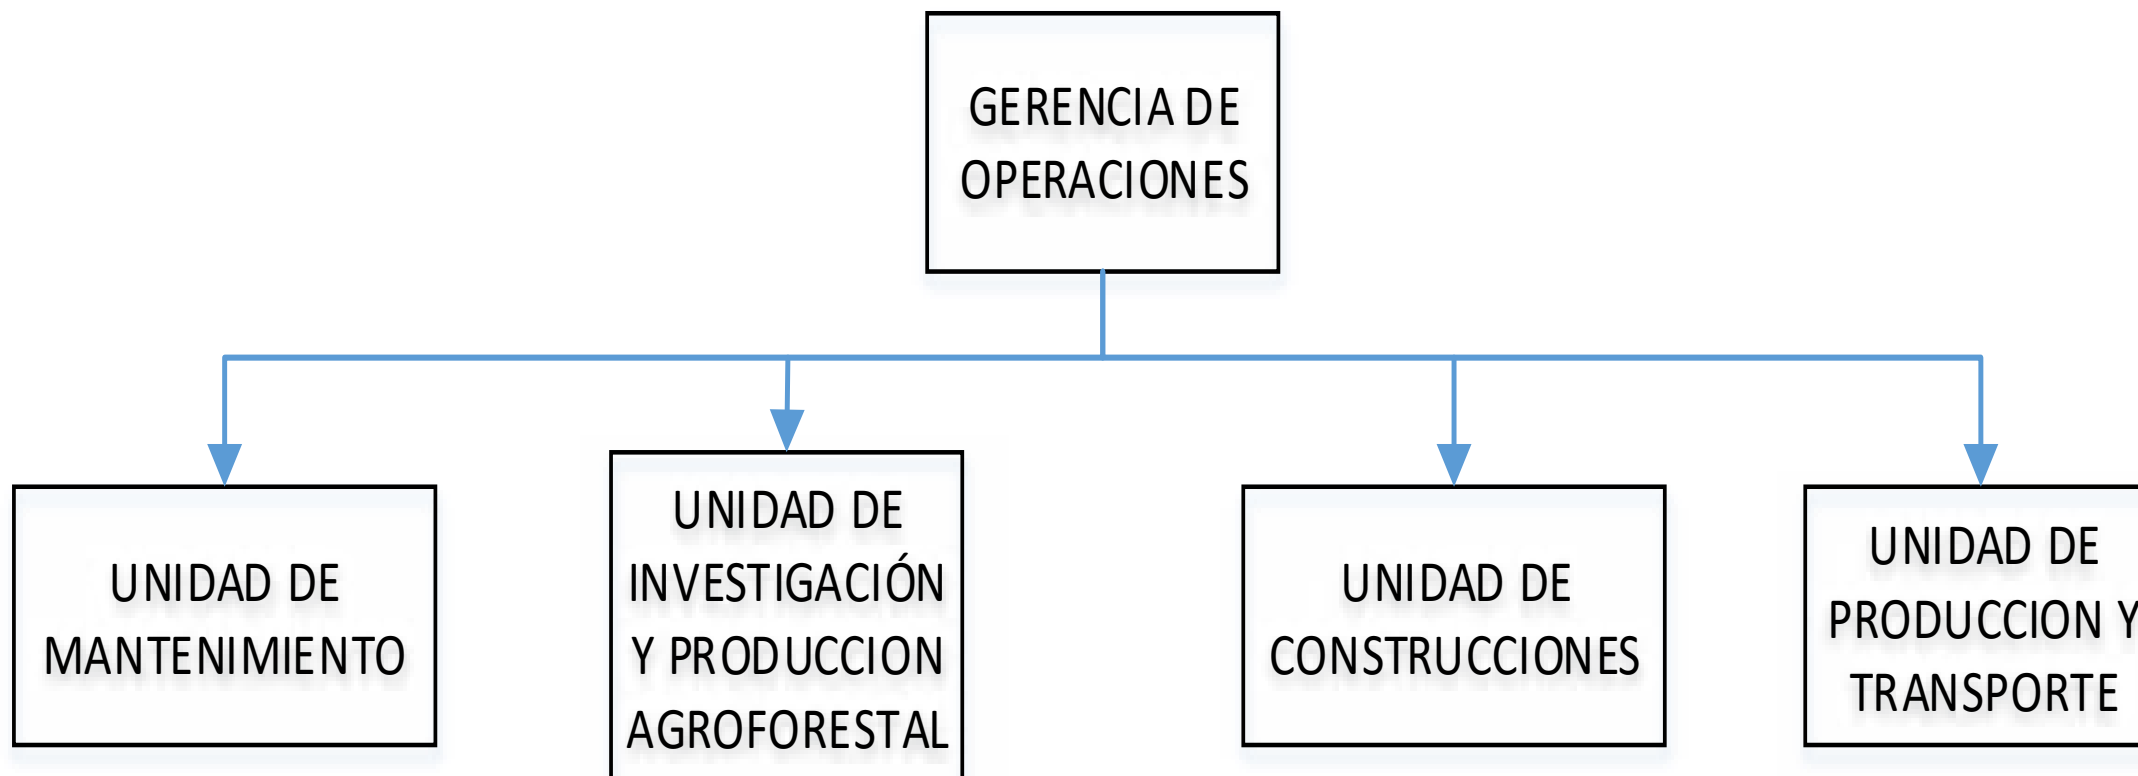 GERENCIA DE
OPERACIONES
UNIDAD DE
MANTENIMIENTO
UNIDAD DE
INVESTIGACIÓN
Y PRODUCCION
AGROFORESTAL
UNIDAD DE
CONSTRUCCIONES
UNIDAD DE
PRODUCCION Y
TRANSPORTE